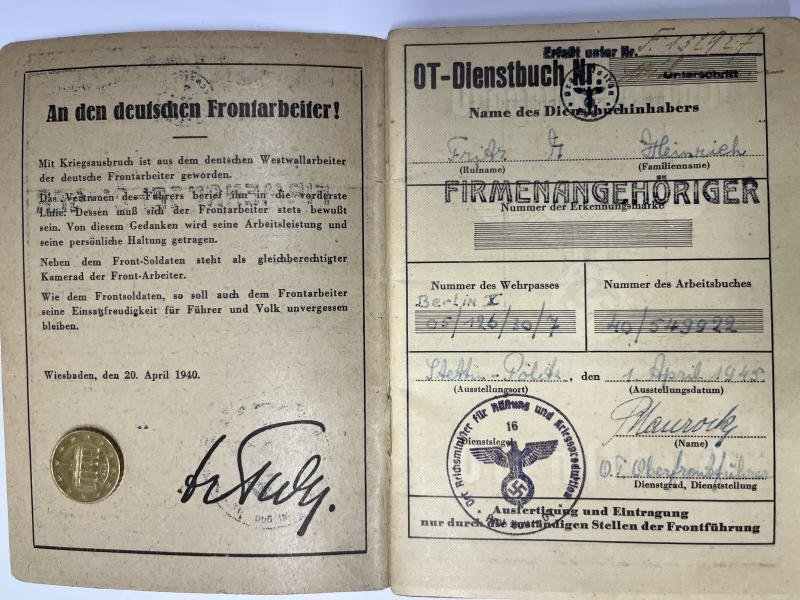 An den deutschen Frontarbeiter!
Mit Kriegsausbruch ist aus dem deutschen Westwallarbeiter
der deutsche Frontarbeiter geworden.
Das Vertrauen des Führers berief ihn in die vorderste
Linie. Dessen muß sich der Frontarbeiter stets bewußt
sein. Von diesem Gedanken wird seine Arbeitsleistung und
seine persönliche Haltung getragen.
Neben dem Front-Soldaten steht als gleichberechtigter
Kamerad der Front-Arbeiter.
Wie dem Frontsoldaten, so soll auch dem Frontarbeiter
seine Einsatzfreudigkeit für Führer und Volk unvergessen
bleiben.
Wiesbaden, den 20. April 1940.
Erfaßt unter Nr.
OT-Dienstbuch Nr
Unterschrift
Name des Dienstbuchinhabers
Heinrich
(Rufname) (Familienname)
FIRMENANGEHÖRIGER
Nummer der Erkennungsmarke
Nummer des Wehrpasses Nummer des Arbeitsbuches
Berlin X
05/126/30/7 40/549922
Stettin-Pölitz, den 1. April 1945.
(Ausstellungsort) (Ausstellungsdatum)
Der Reichsminister für Rüstung und Kriegsproduktion
16
Dienstsiegel
(Name)
O.T. Oberfrontführer
Dienstgrad, Dienststellung
Ausfertigung und Eintragung
nur durch die zuständigen Stellen der Frontführung